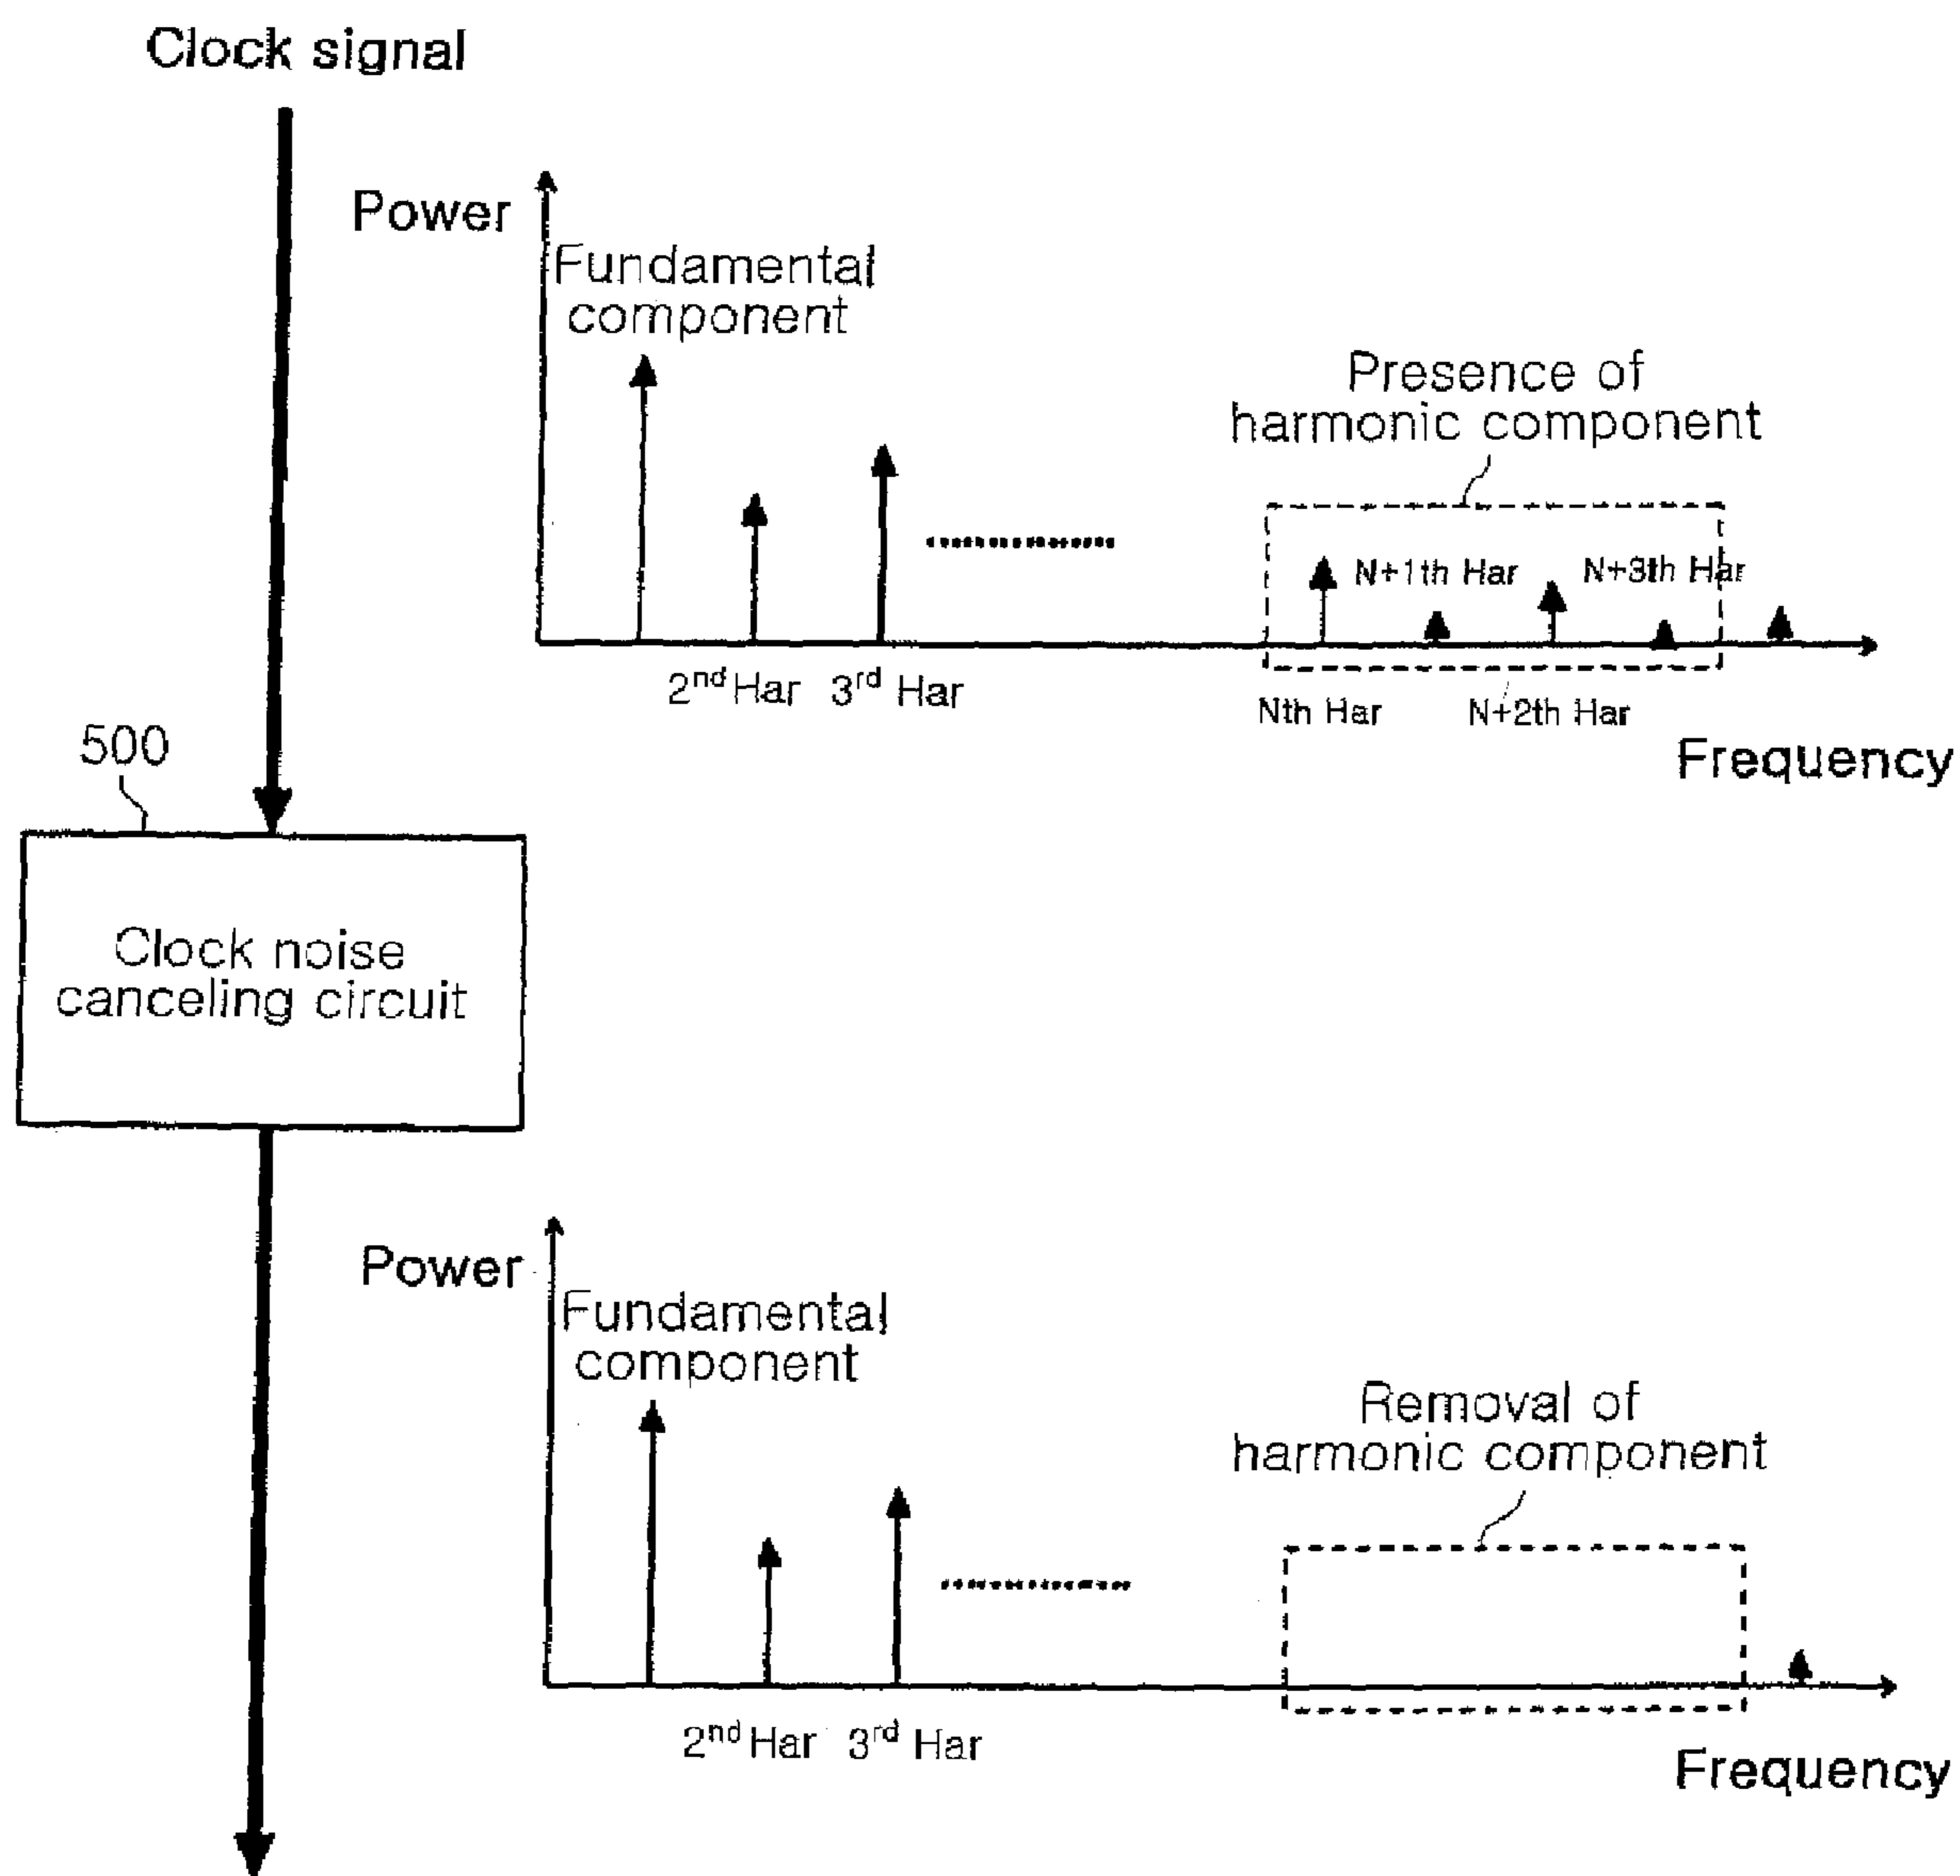 Clock signal
Power
Fundamental
component
Presence of
harmonic component
N+1th Har
N+3th Har
2nd Har
3rd Har
Nth Har
N+2th Har
Frequency
500
Clock noise
canceling circuit
Power
Fundamental
component
Removal of
harmonic component
2nd Har
3rd Har
Frequency